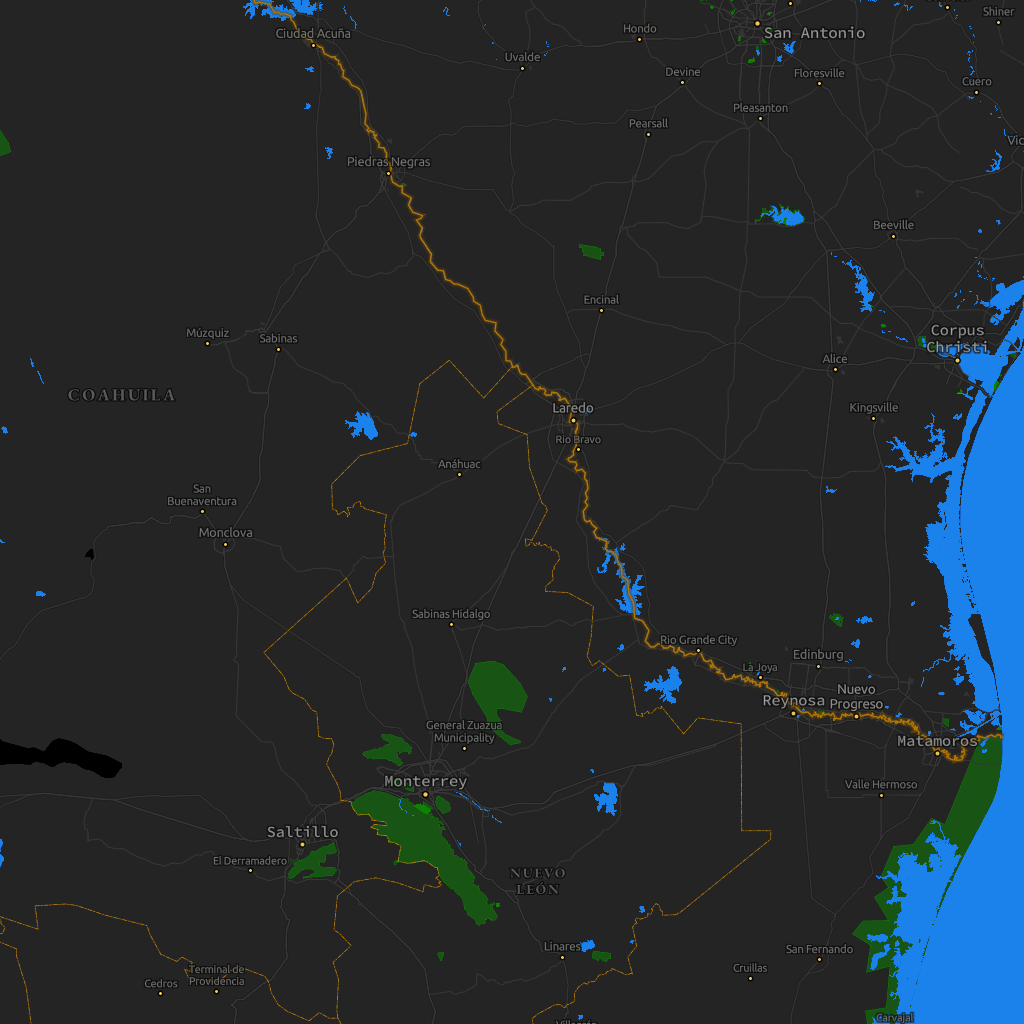 Shiner
Ciudad Acuña
Hondo
San Antonio
Uvalde
Devine
Floresville
Cuero
Pleasanton
Pearsall
Piedras Negras
Beeville
Encinal
Múzquiz
Sabinas
Corpus
Christi
Alice
COAHUILA
Laredo
Kingsville
Rio Bravo
Anáhuac
San
Buenaventura
Monclova
Sabinas Hidalgo
Rio Grande City
Edinburg
La Joya
Nuevo
Progreso
Reynosa
General Zuazua
Municipality
Matamoros
Monterrey
Valle Hermoso
Saltillo
El Derramadero
NUEVO
LEÓN
Linares
San Fernando
Cruillas
Terminal de
Providencia
Cedros
Carvajal